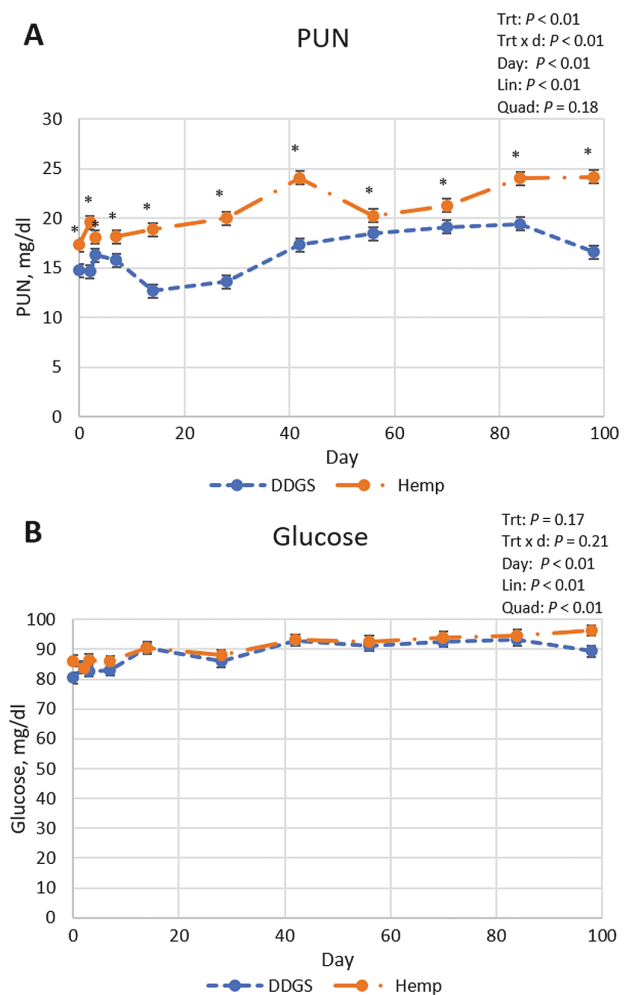 A
PUN
Trt: P < 0.01
Trt x d: P < 0.01
Day: P < 0.01
Lin: P < 0.01
Quad: P = 0.18
30
25
20
15
10
5
0
PUN, mg/dl
* * * * * * * * * * *
0 20 40 60 80 100
Day
DDGS Hemp
B
Glucose
Trt: P = 0.17
Trt x d: P = 0.21
Day: P < 0.01
Lin: P < 0.01
Quad: P < 0.01
100
90
80
70
60
50
40
30
20
10
0
Glucose, mg/dl
0 20 40 60 80 100
Day
DDGS Hemp